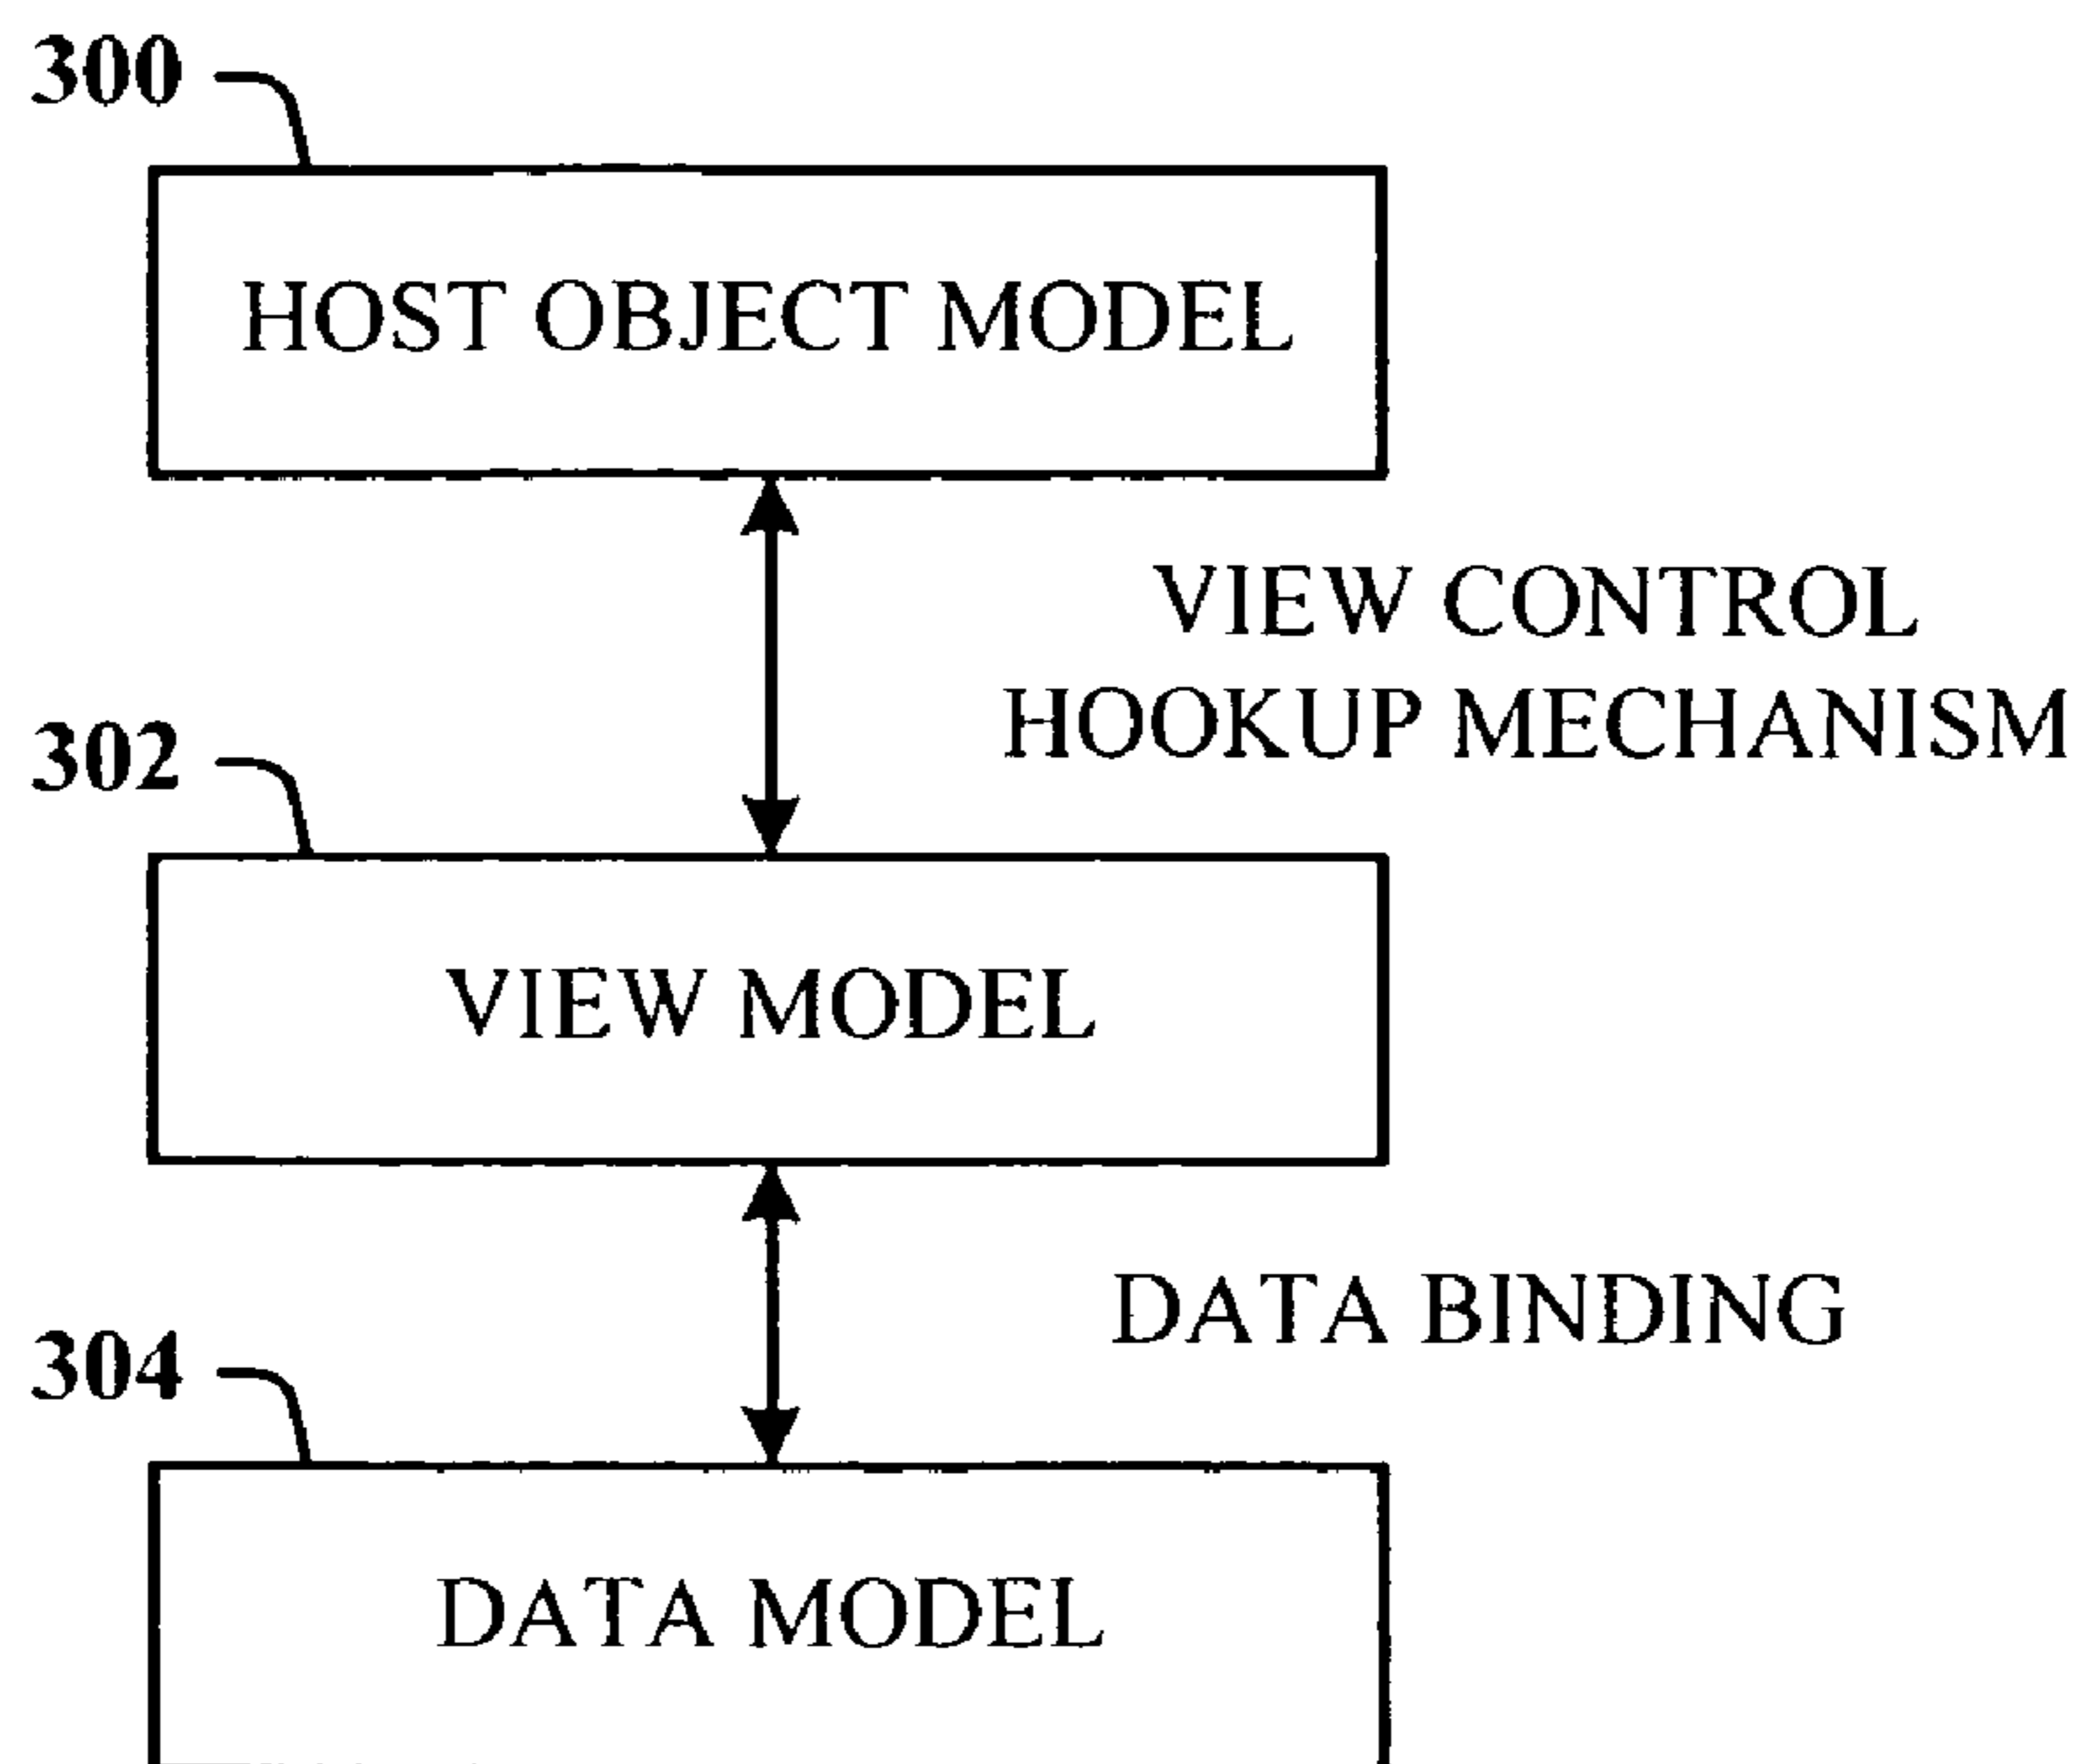 300
HOST OBJECT MODEL
VIEW CONTROL
HOOKUP MECHANISM
302
VIEW MODEL
DATA BINDING
304
DATA MODEL